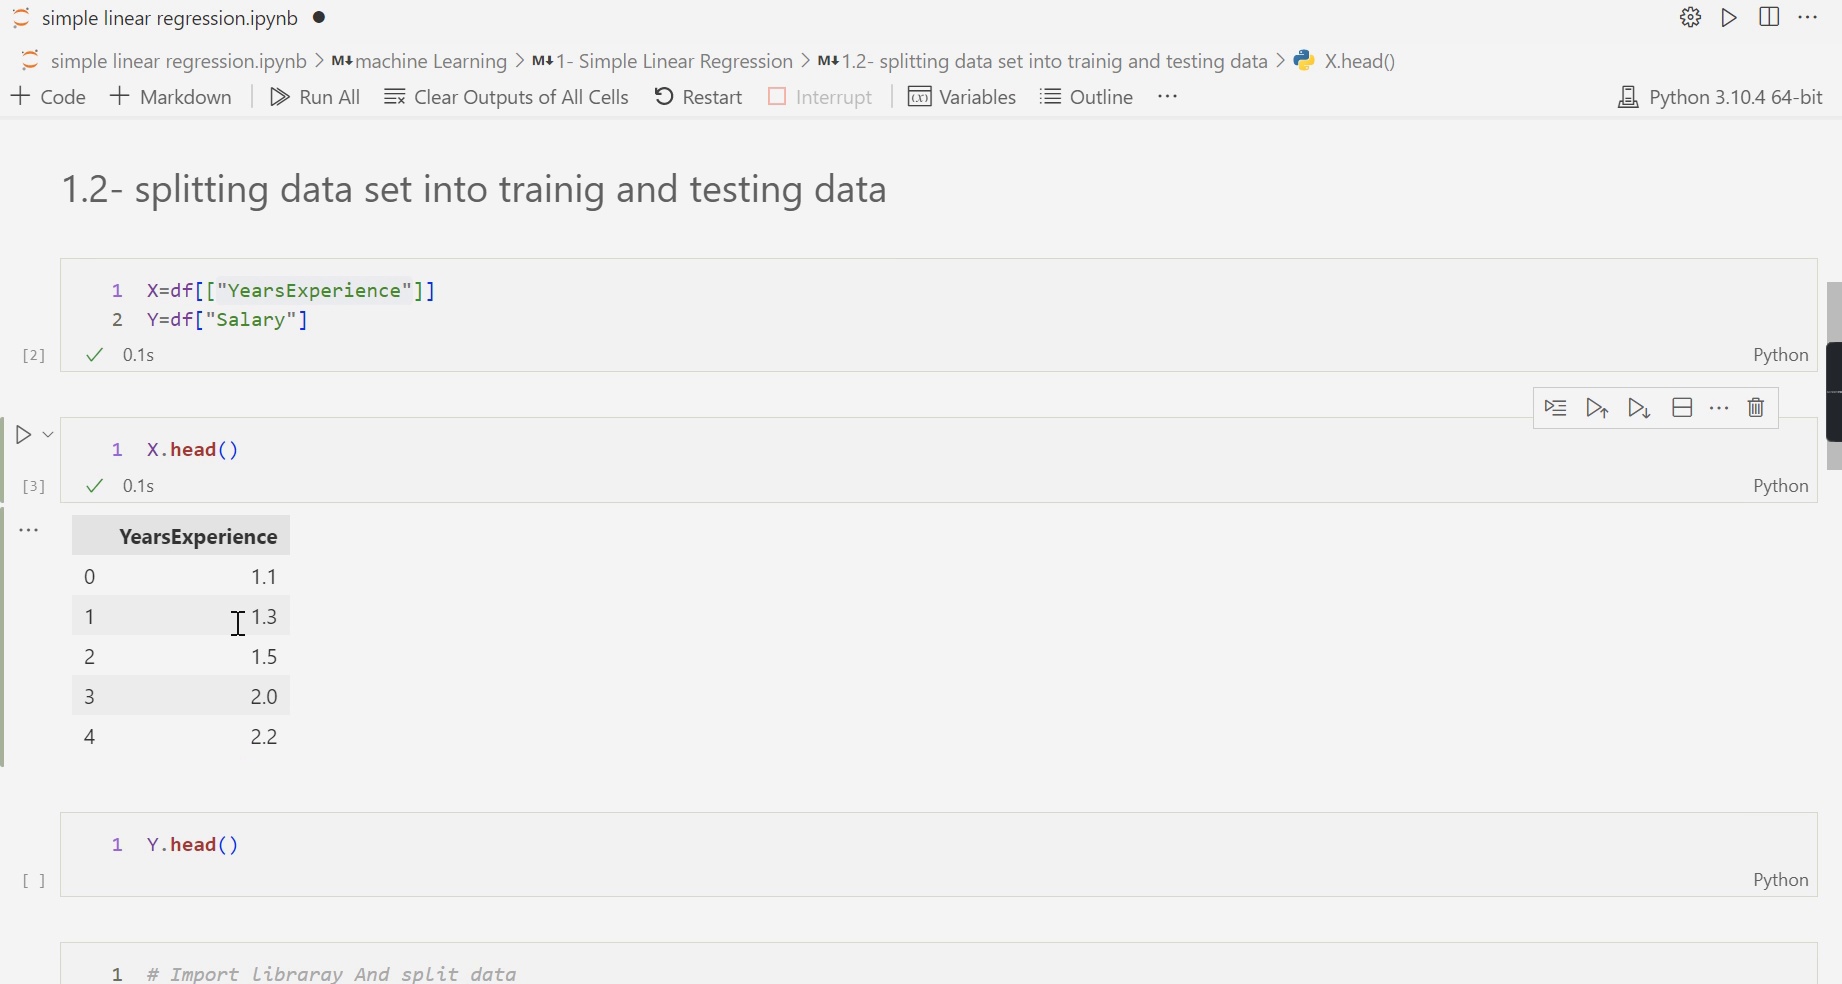 simple linear regression.ipynb
simple linear regression.ipynb > M↓ machine Learning > M↓ 1- Simple Linear Regression > M↓ 1.2- splitting data set into trainig and testing data > X.head()
+ Code + Markdown Run All Clear Outputs of All Cells Restart Interrupt Variables Outline ... Python 3.10.4 64-bit
1.2- splitting data set into trainig and testing data
1 X=df[["YearsExperience"]]
2 Y=df["Salary"]
[2] 0.1s Python
1 X.head()
[3] 0.1s Python
YearsExperience
0 1.1
1 1.3
2 1.5
3 2.0
4 2.2
1 Y.head()
[ ] Python
1 # Import libraray And split data